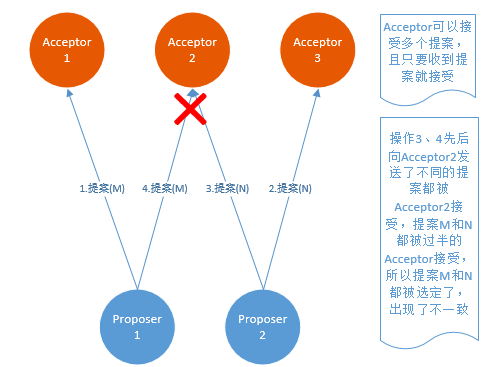 Acceptor
1
Acceptor
2
Acceptor
3
Acceptor可以接
受多个提案，
且只要收到提
案就接受
1.提案(M)
4.提案(M)
3.提案(N)
2.提案(N)
操作3、4先后
向Acceptor2发
送了不同的提
案都被
Acceptor2接
受，提案M和N
都被过半的
Acceptor接受，
所以提案M和N
都被选定了，
出现了不一致
Proposer
1
Proposer
2